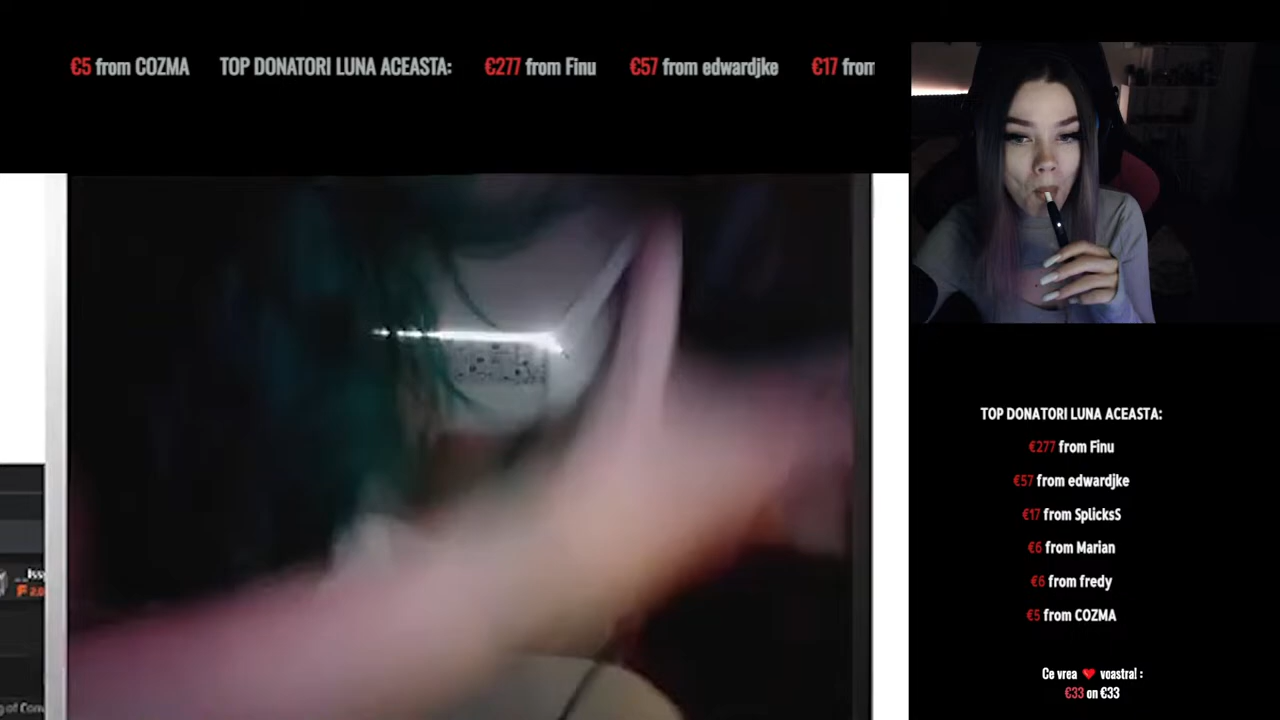 €5 from COZMA TOP DONATORI LUNA ACEASTA: €277 from Finu €57 from edwardjke €17 from
TOP DONATORI LUNA ACEASTA:
€277 from Finu
€57 from edwardjke
€17 from SplicksS
€6 from Marian
€6 from fredy
€5 from COZMA
Ce vrea ❤ voastra! :
€33 on €33